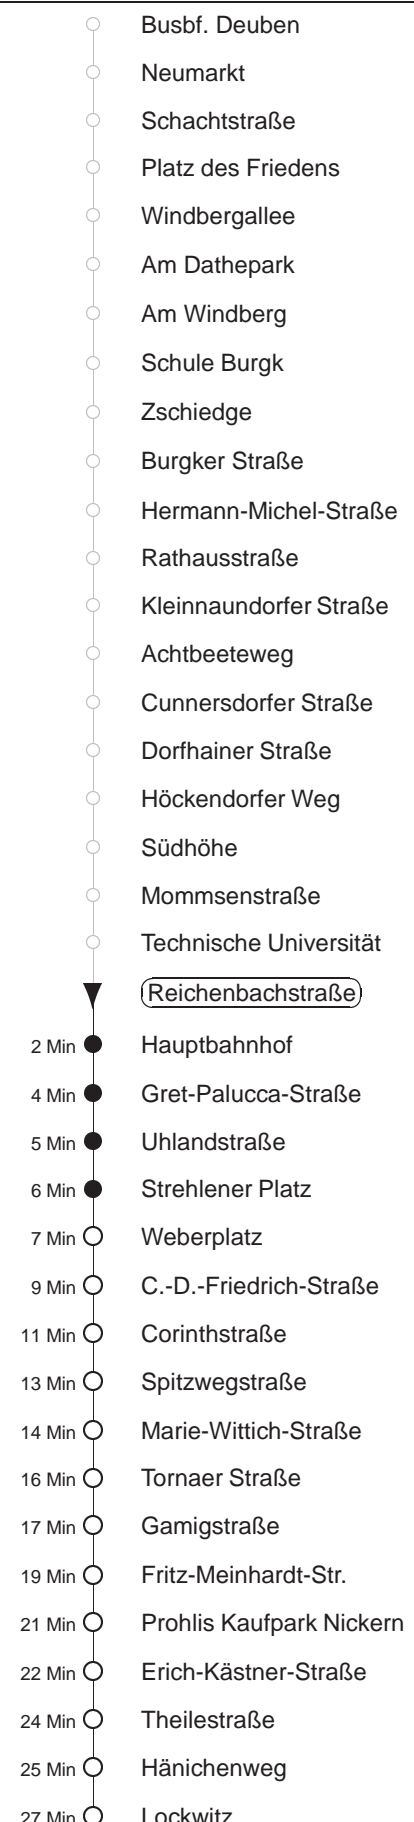 Busbf. Deuben
Neumarkt
Schachtstraße
Platz des Friedens
Windbergallee
Am Dathepark
Am Windberg
Schule Burgk
Zschiedge
Burgker Straße
Hermann-Michel-Straße
Rathausstraße
Kleinnaundorfer Straße
Achtbeeteweg
Cunnersdorfer Straße
Dorfhainer Straße
Höckendorfer Weg
Südhöhe
Mommsenstraße
Technische Universität
Reichenbachstraße
2 Min Hauptbahnhof
4 Min Gret-Palucca-Straße
5 Min Uhlandstraße
6 Min Strehlener Platz
7 Min Weberplatz
9 Min C.-D.-Friedrich-Straße
11 Min Corinthstraße
13 Min Spitzwegstraße
14 Min Marie-Wittich-Straße
16 Min Tornaer Straße
17 Min Gamigstraße
19 Min Fritz-Meinhardt-Str.
21 Min Prohlis Kaufpark Nickern
22 Min Erich-Kästner-Straße
24 Min Theilestraße
25 Min Hänichenweg
27 Min Lockwitz